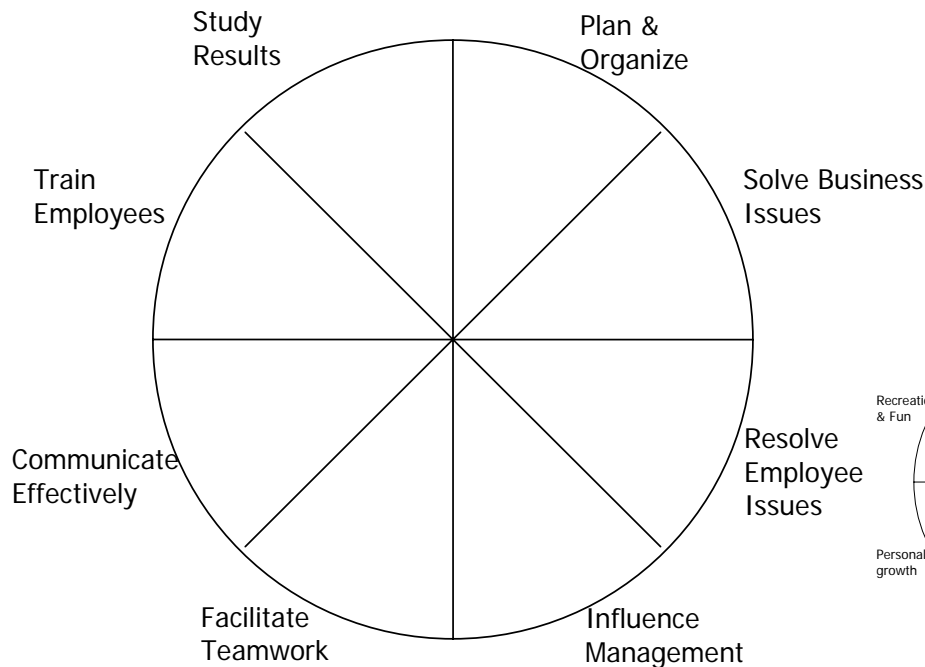 Study
Results
Plan &
Organize
Train
Employees
Solve Business
Issues
Communicate
Effectively
Resolve
Employee
Issues
Facilitate
Teamwork
Influence
Management
& Fun
Personal
growth